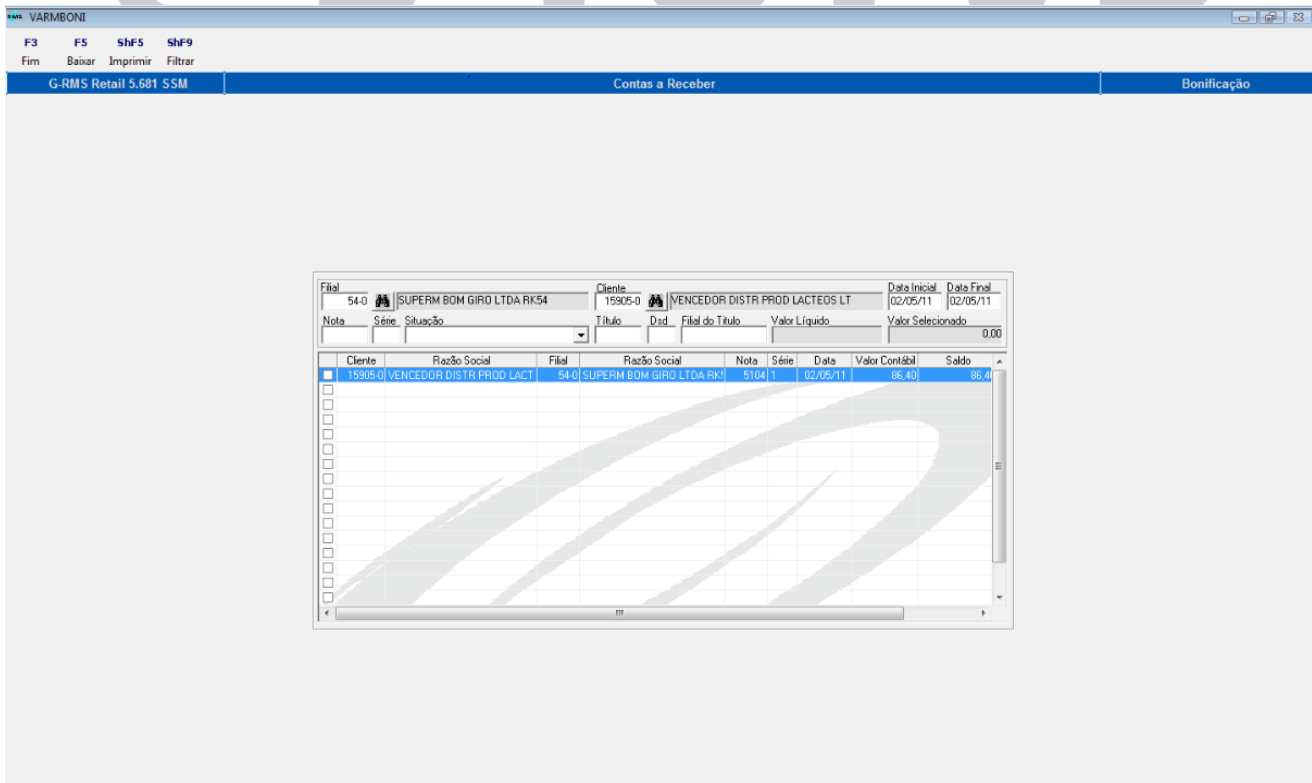 RMS VARMBONI
F3 F5 ShF5 ShF9
Fim Baixar Imprimir Filtrar
G-RMS Retail 5.681 SSM Contas a Receber Bonificação
Filial Cliente Data Inicial Data Final
54-0 SUPERM BOM GIRO LTDA RK54 15905-0 VENCEDOR DISTR PROD LACTEOS LT 02/05/11 02/05/11
Nota Série Situação Título Dsd Filial do Título Valor Líquido Valor Selecionado
0,00
Cliente Razão Social Filial Razão Social Nota Série Data Valor Contábil Saldo
15905-0 VENCEDOR DISTR PROD LACT 54-0 SUPERM BOM GIRO LTDA RK 5104 1 02/05/11 86,40 86,4